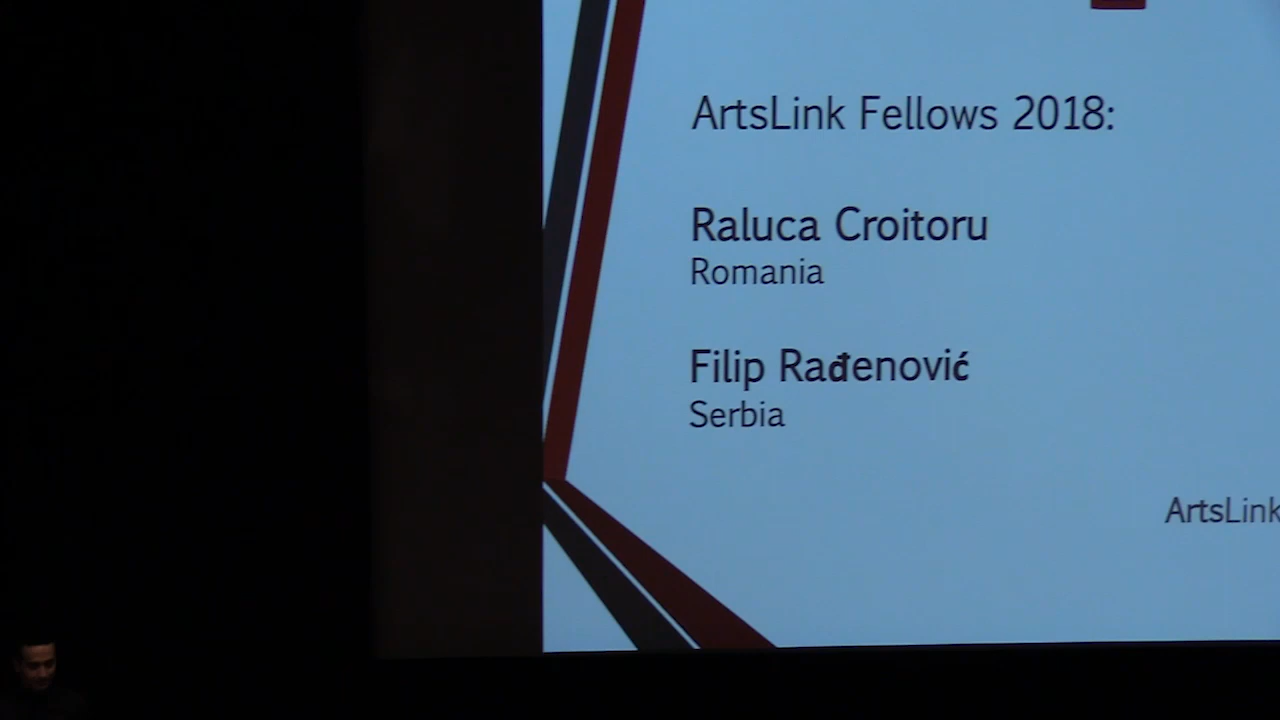 ArtsLink Fellows 2018:
Raluca Croitoru
Romania
Filip Rađenović
Serbia
ArtsLink